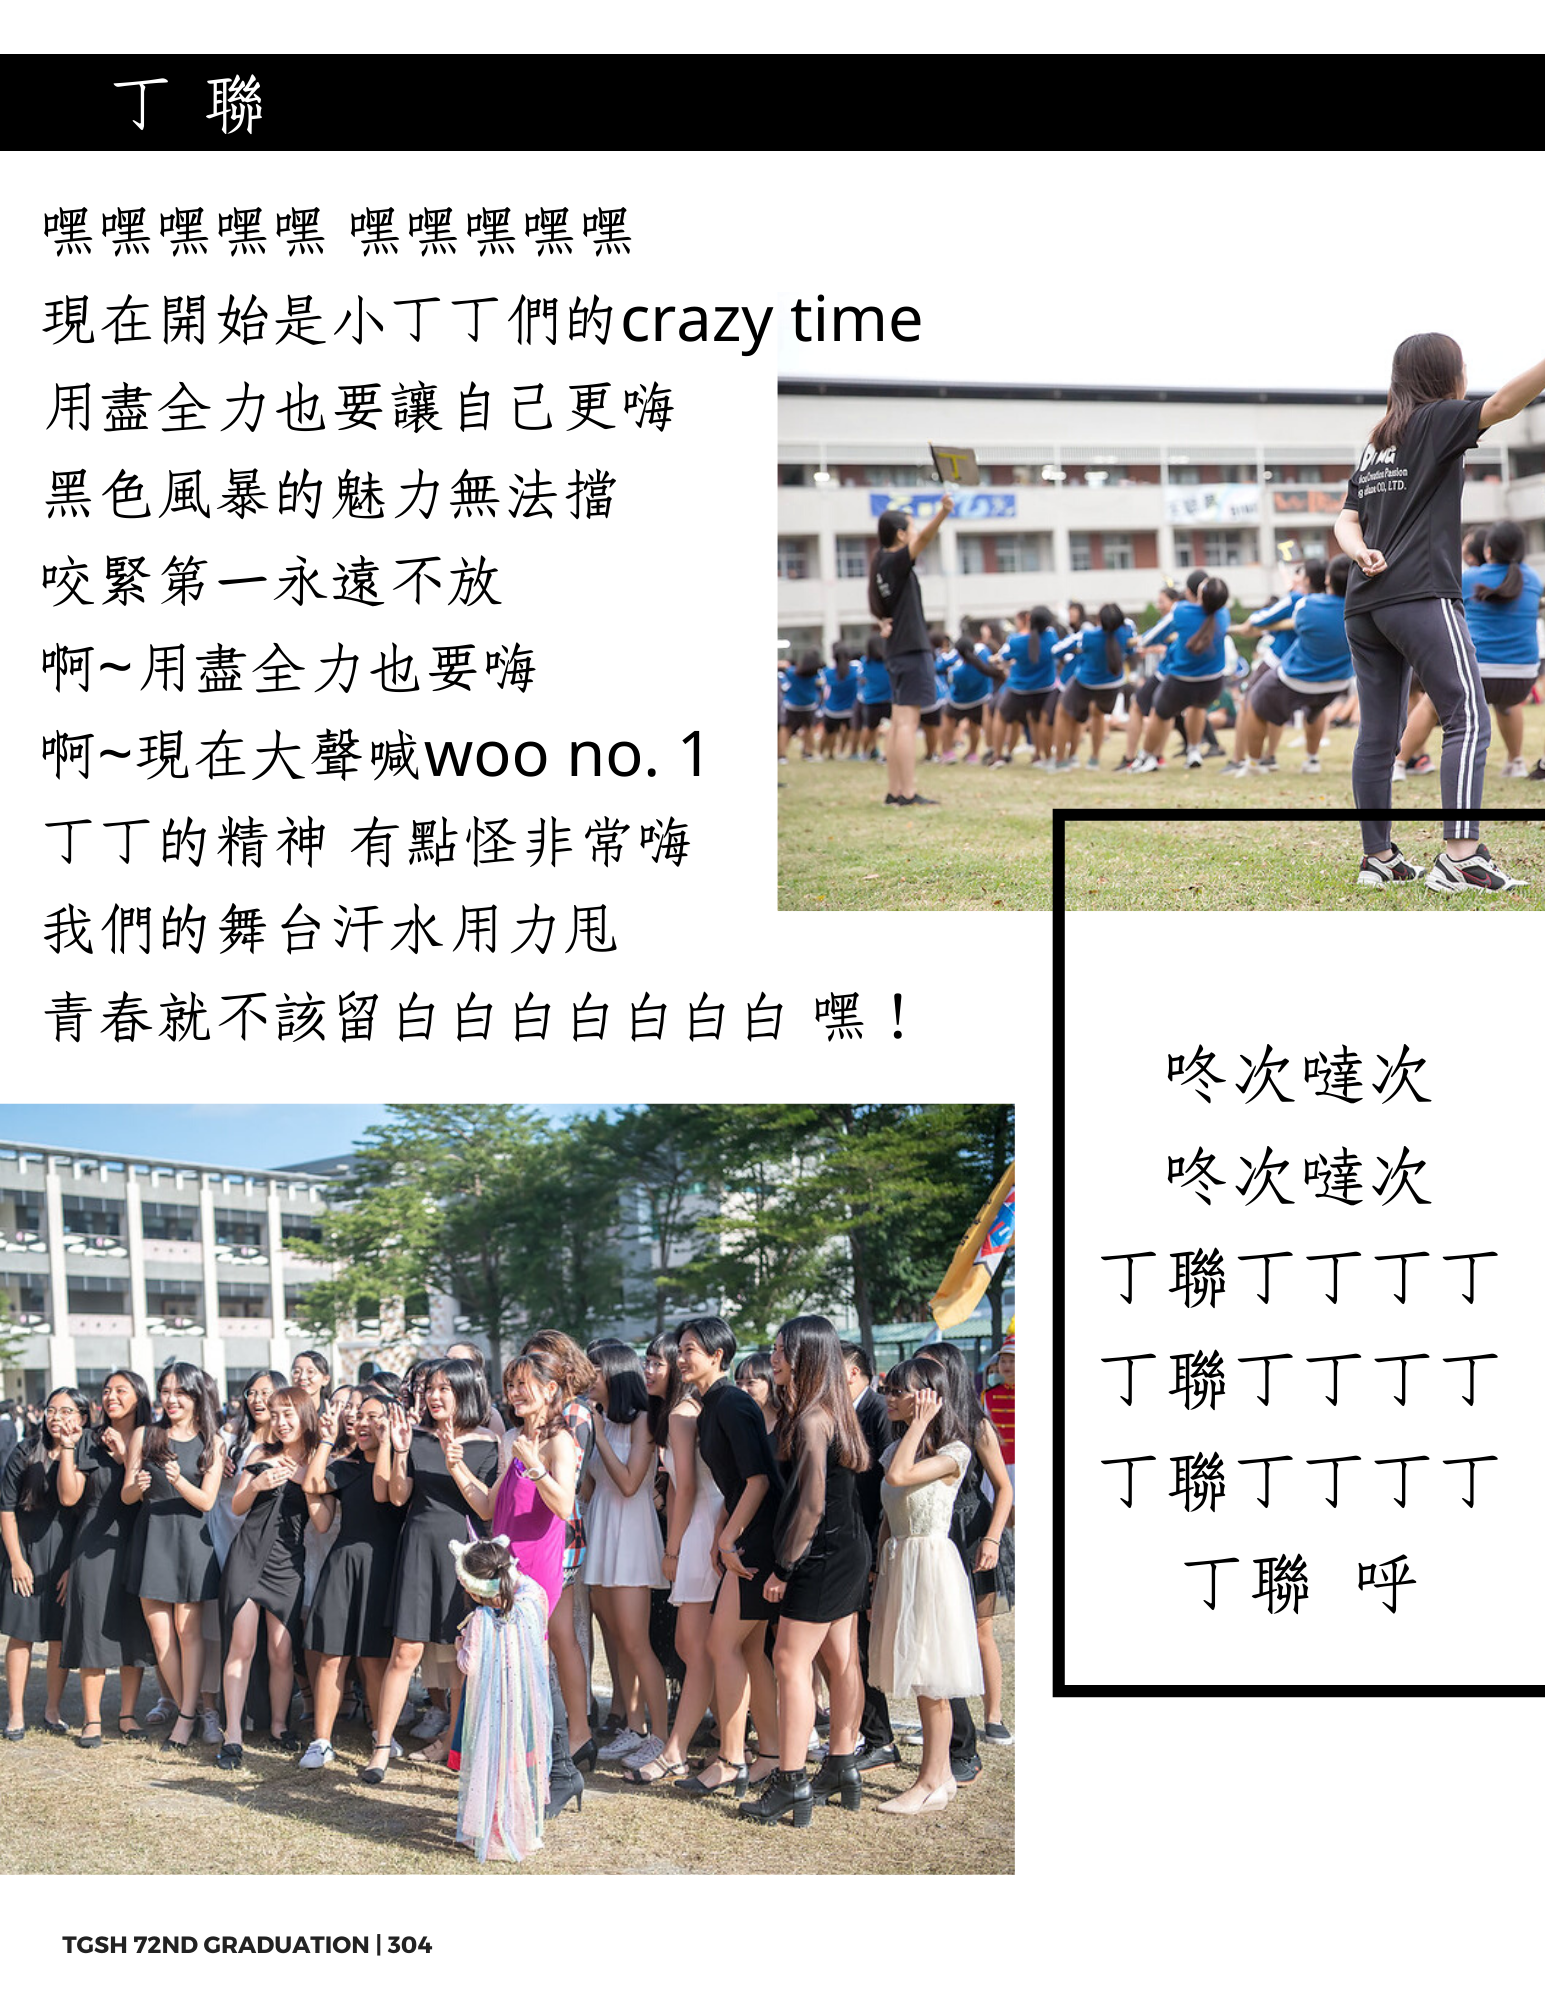 丁 聯
嘿嘿嘿嘿嘿 嘿嘿嘿嘿嘿
現在開始是小丁丁們的crazy time
用盡全力也要讓自己更嗨
黑色風暴的魅力無法擋
咬緊第一永遠不放
啊~用盡全力也要嗨
啊~現在大聲喊woo no. 1
丁丁的精神 有點怪非常嗨
我們的舞台汗水用力甩
青春就不該留白白白白白白白 嘿！
丁
CO, LTD.
咚次噠次
咚次噠次
丁聯丁丁丁丁
丁聯丁丁丁丁
丁聯丁丁丁丁
丁聯 呼
TGSH 72ND GRADUATION | 304